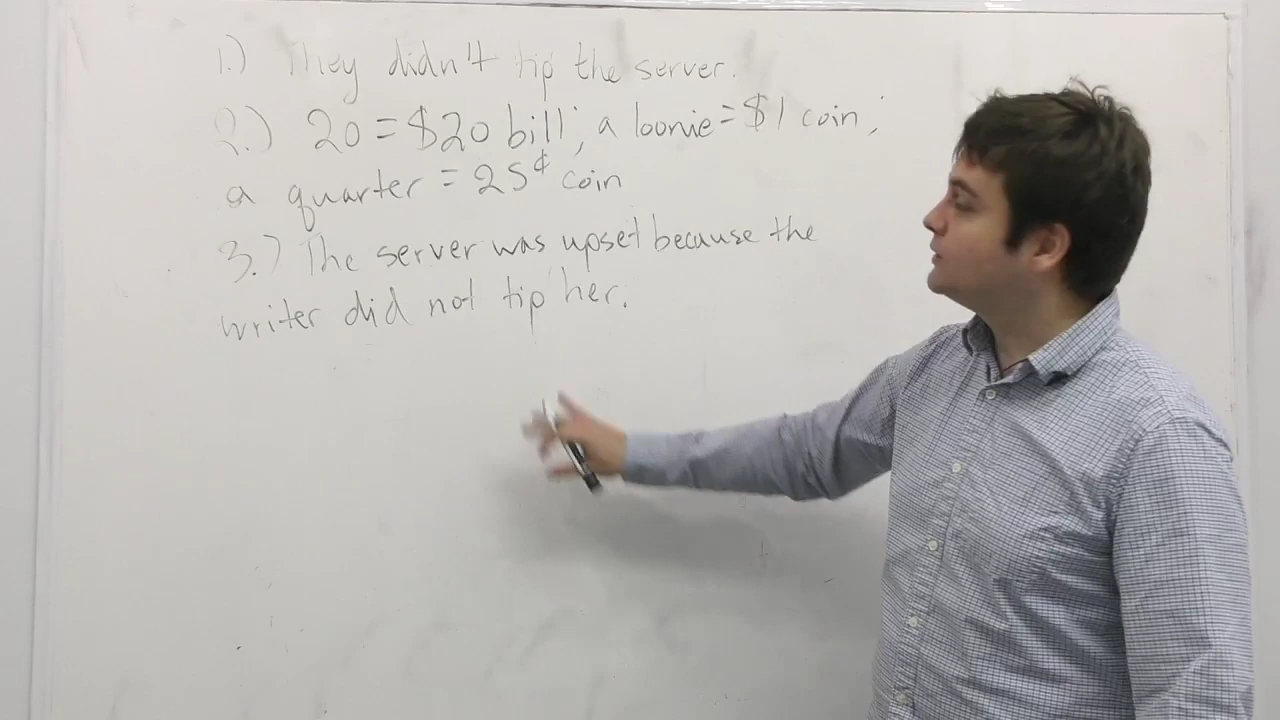 1.) They didn't tip the server.
2.) 20 = $20 bill; a loonie = $1 coin;
a quarter = 25¢ coin
3.) The server was upset because the
writer did not tip her.